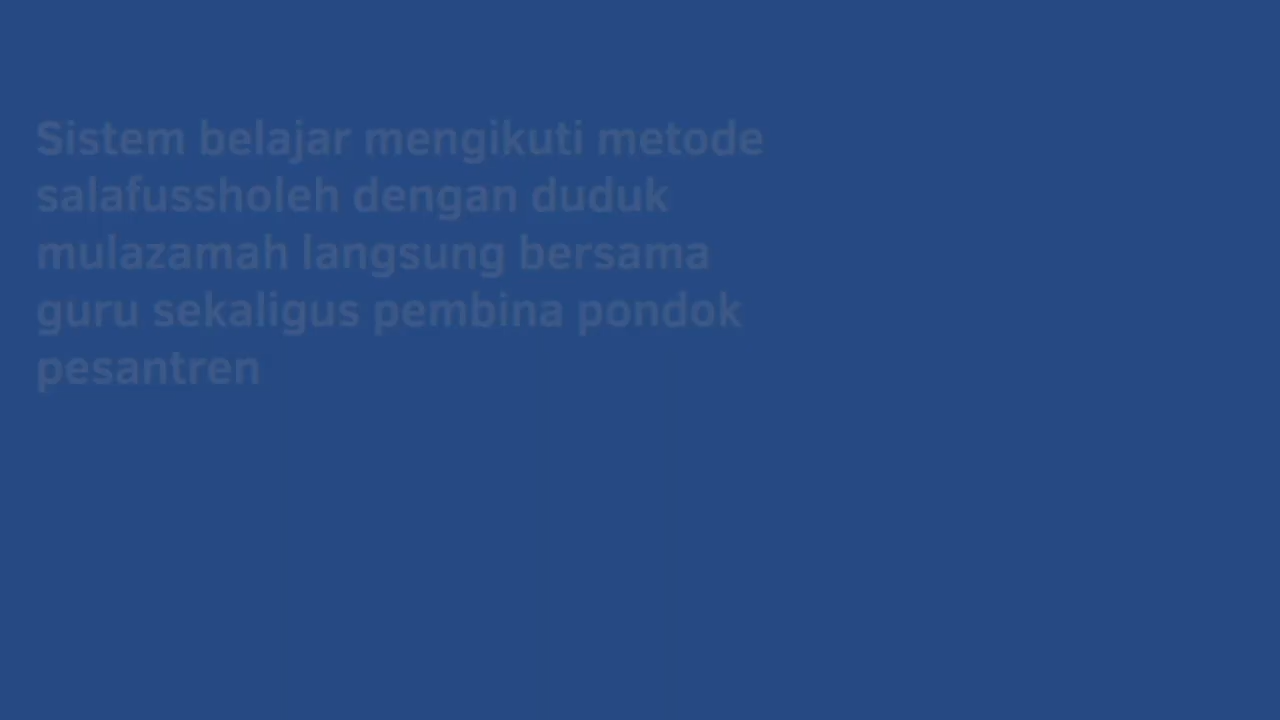 Sistem belajar mengikuti metode
salafussholeh dengan duduk
mulazamah langsung bersama
guru sekaligus pembina pondok
pesantren